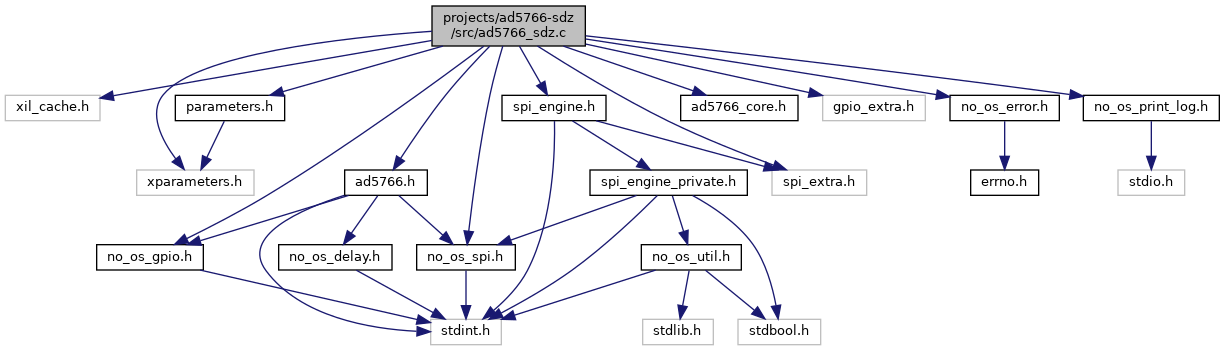 projects/ad5766-sdz
/src/ad5766_sdz.c
xil_cache.h
parameters.h
spi_engine.h
ad5766_core.h
gpio_extra.h
no_os_error.h
no_os_print_log.h
xparameters.h
ad5766.h
spi_engine_private.h
spi_extra.h
errno.h
stdio.h
no_os_gpio.h
no_os_delay.h
no_os_spi.h
no_os_util.h
stdint.h
stdlib.h
stdbool.h